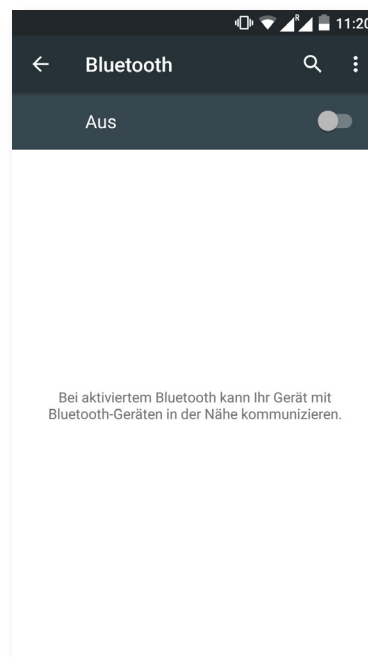 R
11:20
Bluetooth
Aus
Bei aktiviertem Bluetooth kann Ihr Gerät mit
Bluetooth-Geräten in der Nähe kommunizieren.